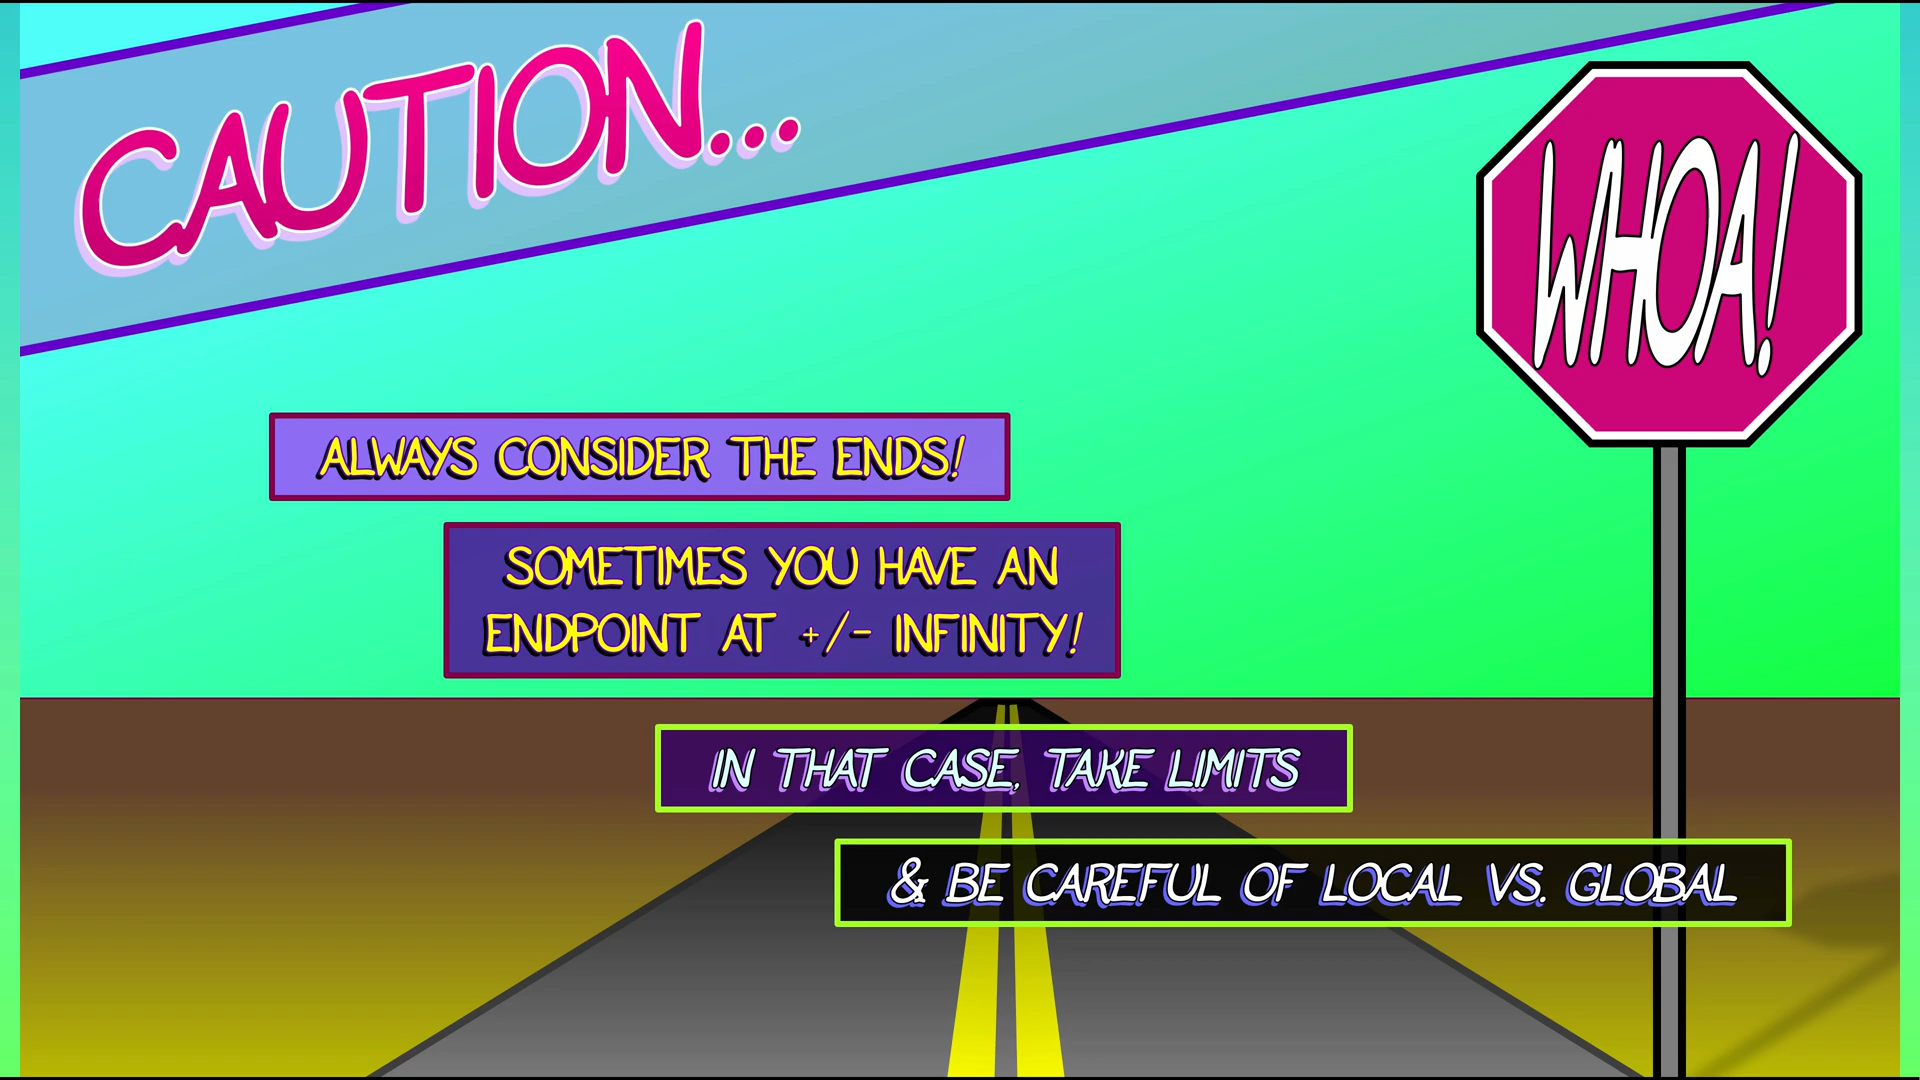 CAUTION...
WHOA!
ALWAYS CONSIDER THE ENDS!
SOMETIMES YOU HAVE AN
ENDPOINT AT +/- INFINITY!
IN THAT CASE, TAKE LIMITS
& BE CAREFUL OF LOCAL VS. GLOBAL